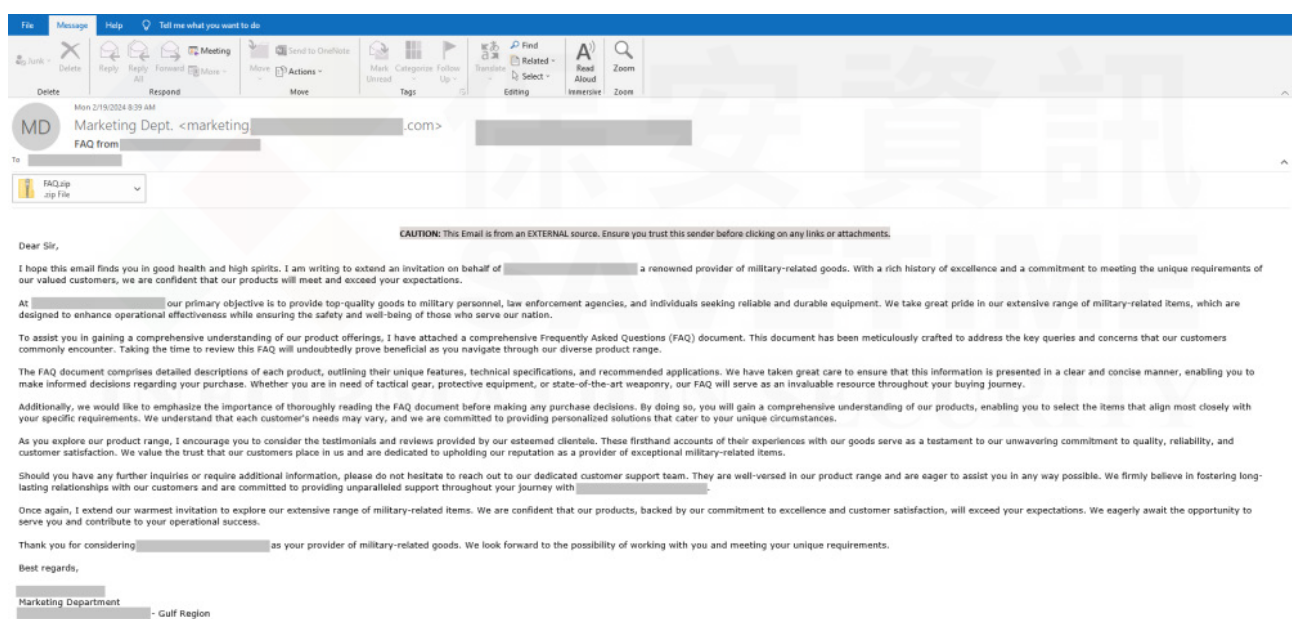 File Message Help Tell me what you want to do
Junk Delete Reply Reply All Forward Meeting More Move Send to OneNote Actions Mark Unread Categorize Follow Up Translate Find Related Select Read Aloud Zoom
Delete Respond Move Tags Editing Immersive Zoom
Mon 2/19/2024 8:39 AM
MD
Marketing Dept. <marketing .com>
FAQ from
To
FAQ.zip
.zip File
保安資訊
SAVETIME
SECURITY
CAUTION: This Email is from an EXTERNAL source. Ensure you trust this sender before clicking on any links or attachments.
Dear Sir,
I hope this email finds you in good health and high spirits. I am writing to extend an invitation on behalf of a renowned provider of military-related goods. With a rich history of excellence and a commitment to meeting the unique requirements of
our valued customers, we are confident that our products will meet and exceed your expectations.
At our primary objective is to provide top-quality goods to military personnel, law enforcement agencies, and individuals seeking reliable and durable equipment. We take great pride in our extensive range of military-related items, which are
designed to enhance operational effectiveness while ensuring the safety and well-being of those who serve our nation.
To assist you in gaining a comprehensive understanding of our product offerings, I have attached a comprehensive Frequently Asked Questions (FAQ) document. This document has been meticulously crafted to address the key queries and concerns that our customers
commonly encounter. Taking the time to review this FAQ will undoubtedly prove beneficial as you navigate through our diverse product range.
The FAQ document comprises detailed descriptions of each product, outlining their unique features, technical specifications, and recommended applications. We have taken great care to ensure that this information is presented in a clear and concise manner, enabling you to
make informed decisions regarding your purchase. Whether you are in need of tactical gear, protective equipment, or state-of-the-art weaponry, our FAQ will serve as an invaluable resource throughout your buying journey.
Additionally, we would like to emphasize the importance of thoroughly reading the FAQ document before making any purchase decisions. By doing so, you will gain a comprehensive understanding of our products, enabling you to select the items that align most closely with
your specific requirements. We understand that each customer's needs may vary, and we are committed to providing personalized solutions that cater to your unique circumstances.
As you explore our product range, I encourage you to consider the testimonials and reviews provided by our esteemed clientele. These firsthand accounts of their experiences with our goods serve as a testament to our unwavering commitment to quality, reliability, and
customer satisfaction. We value the trust that our customers place in us and are dedicated to upholding our reputation as a provider of exceptional military-related items.
Should you have any further inquiries or require additional information, please do not hesitate to reach out to our dedicated customer support team. They are well-versed in our product range and are eager to assist you in any way possible. We firmly believe in fostering long-
lasting relationships with our customers and are committed to providing unparalleled support throughout your journey with .
Once again, I extend our warmest invitation to explore our extensive range of military-related items. We are confident that our products, backed by our commitment to excellence and customer satisfaction, will exceed your expectations. We eagerly await the opportunity to
serve you and contribute to your operational success.
Thank you for considering as your provider of military-related goods. We look forward to the possibility of working with you and meeting your unique requirements.
Best regards,
Marketing Department
- Gulf Region